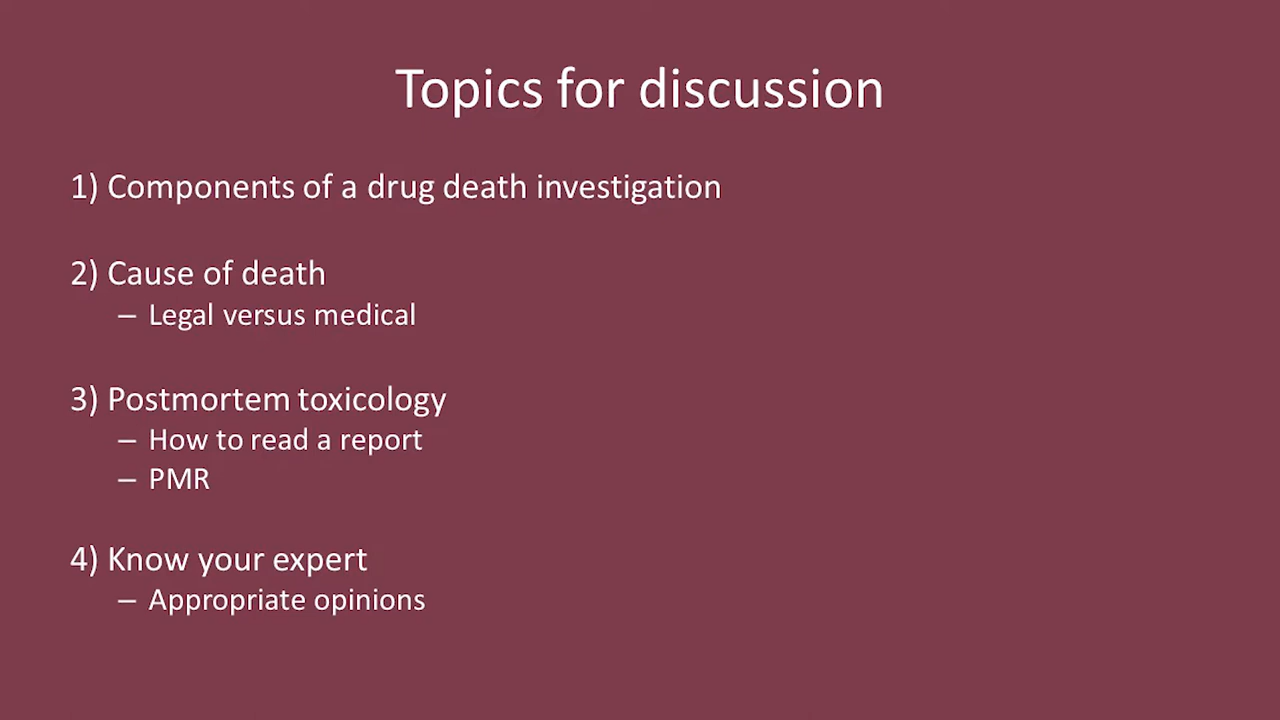 Topics for discussion
1) Components of a drug death investigation
2) Cause of death
– Legal versus medical
3) Postmortem toxicology
– How to read a report
– PMR
4) Know your expert
– Appropriate opinions